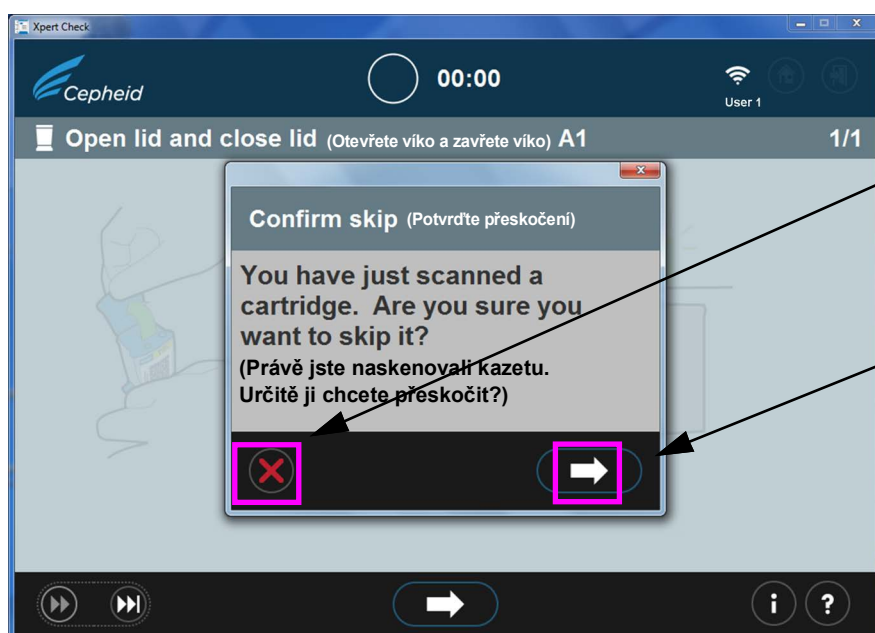 Xpert Check
Cepheid
00:00
User 1
Open lid and close lid (Otevřete víko a zavřete víko) A1
1/1
Confirm skip (Potvrďte přeskočení)
You have just scanned a
cartridge. Are you sure you
want to skip it?
(Právě jste naskenovali kazetu.
Určitě ji chcete přeskočit?)
i
?